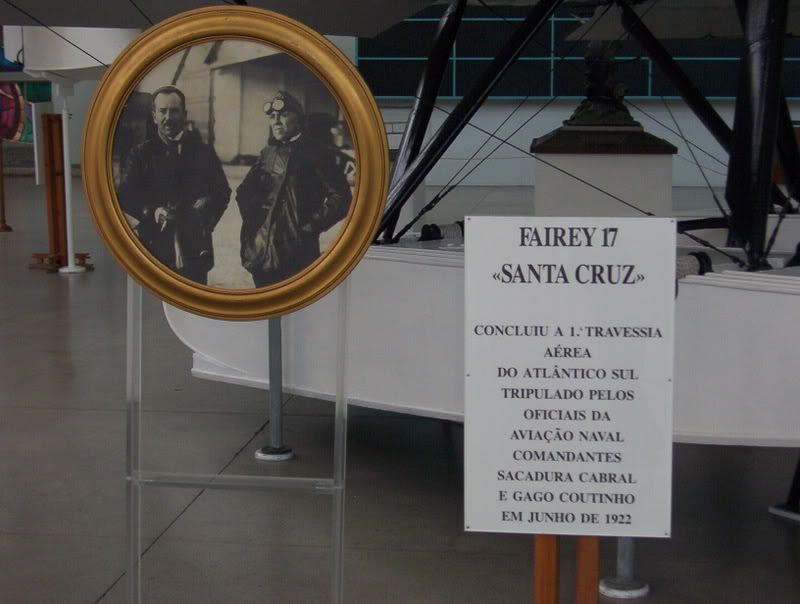 FAIREY 17
«SANTA CRUZ»
CONCLUIU A 1.ª TRAVESSIA
AÉREA
DO ATLÂNTICO SUL
TRIPULADO PELOS
OFICIAIS DA
AVIAÇÃO NAVAL
COMANDANTES
SACADURA CABRAL
E GAGO COUTINHO
EM JUNHO DE 1922